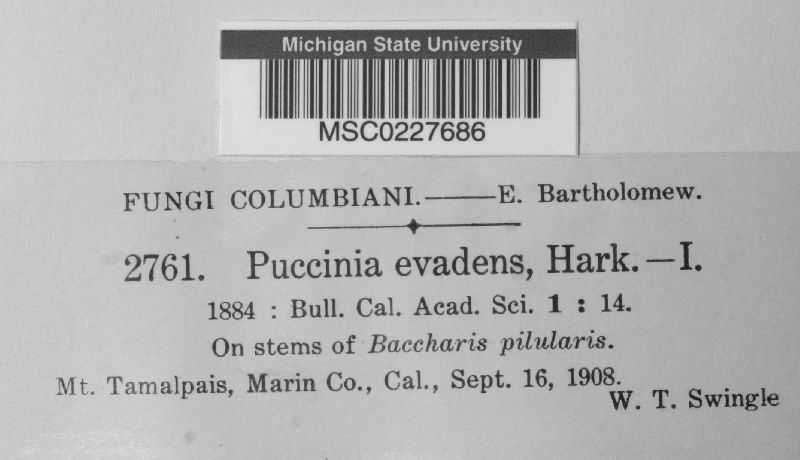 Michigan State University
MSC0227686
FUNGI COLUMBIANI.——E. Bartholomew.
2761. Puccinia evadens, Hark.—I.
1884 : Bull. Cal. Acad. Sci. 1 : 14.
On stems of Baccharis pilularis.
Mt. Tamalpais, Marin Co., Cal., Sept. 16, 1908.
W. T. Swingle